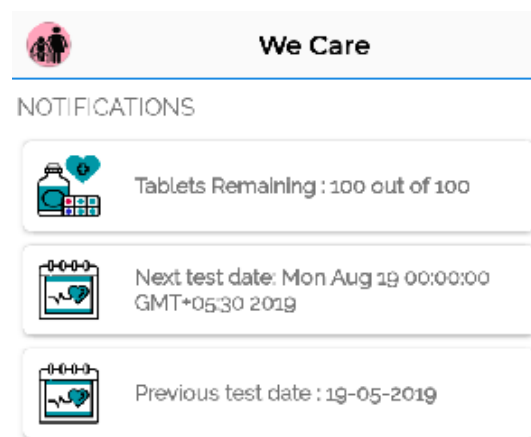 We Care
NOTIFICATIONS
Tablets Remaining : 100 out of 100
Next test date: Mon Aug 19 00:00:00
GMT+05:30 2019
Previous test date : 19-05-2019